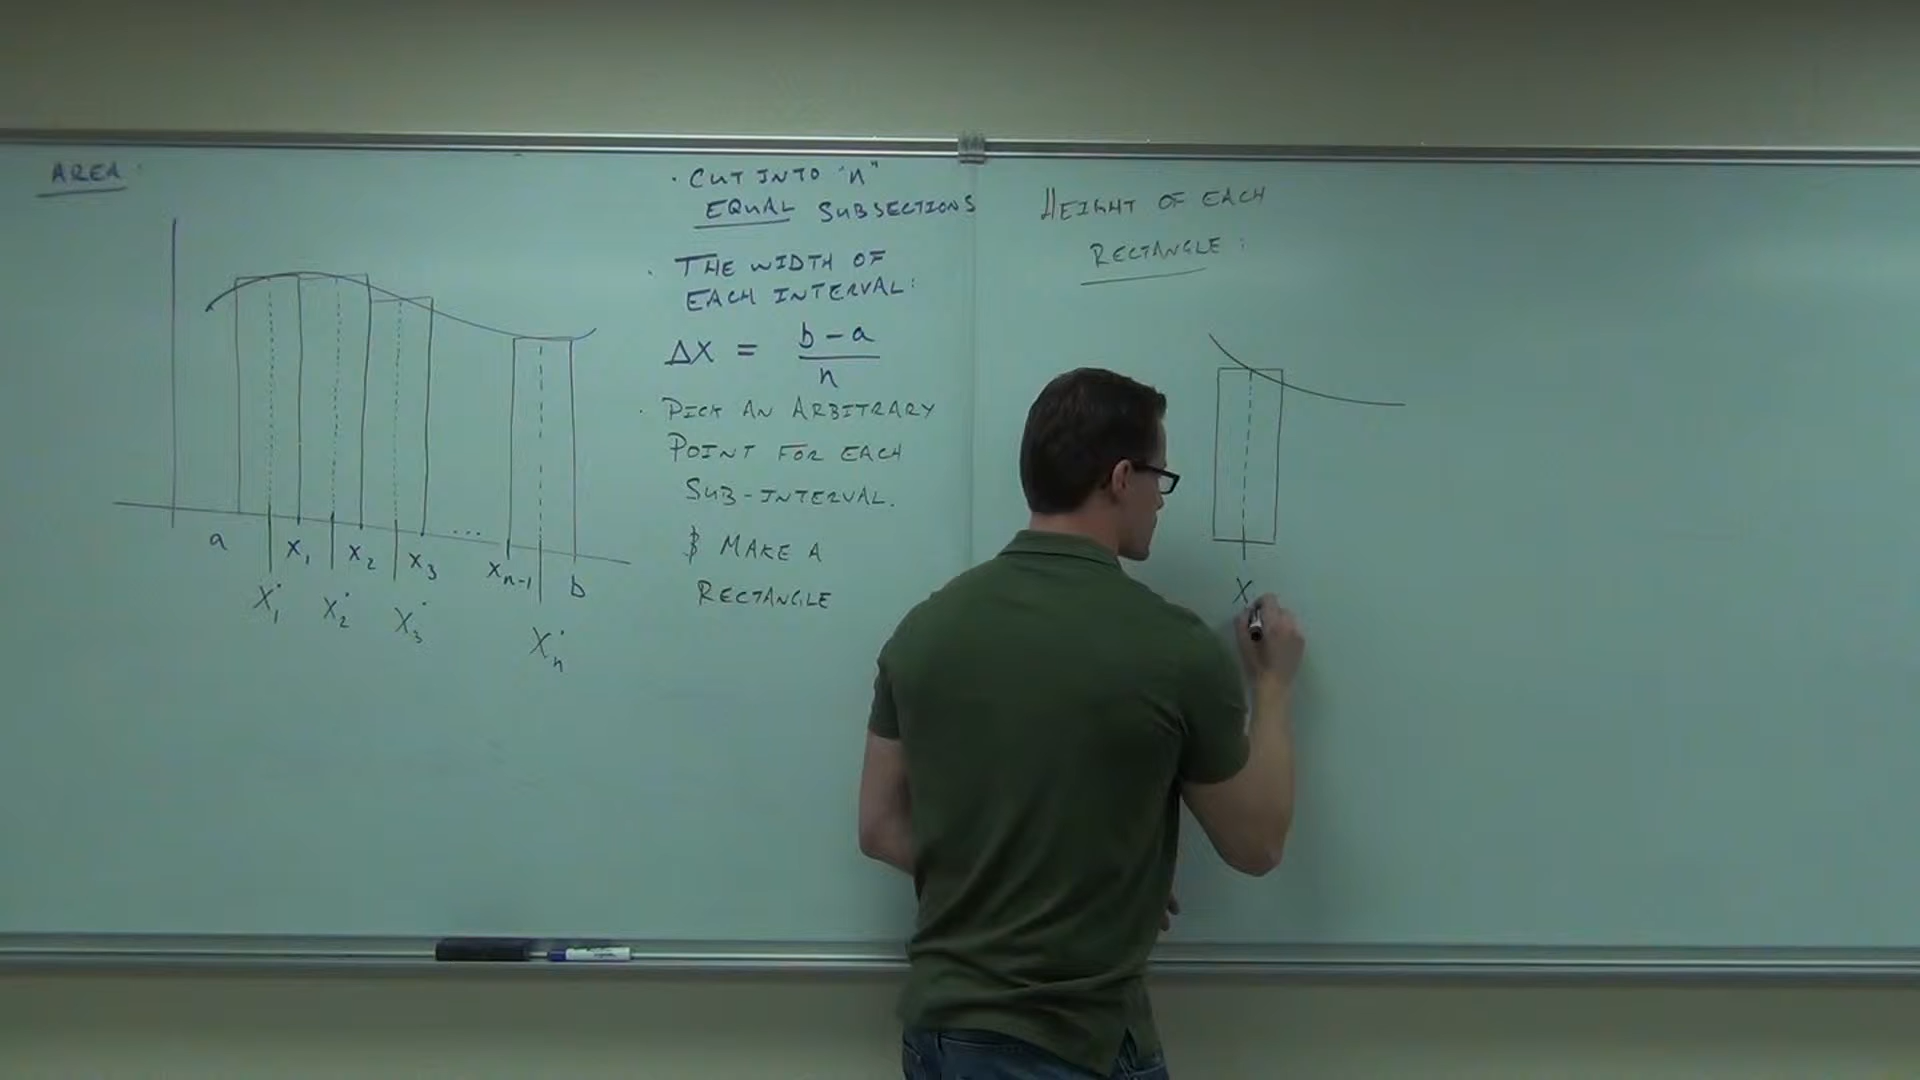 AREA
a x₁ x₂ x₃ ... xₙ₋₁ b
X₁* X₂* X₃* Xₙ*
· CUT INTO "n"
EQUAL SUBSECTIONS
· THE WIDTH OF
EACH INTERVAL:
ΔX = (b - a)/n
· PICK AN ARBITRARY
POINT FOR EACH
SUB-INTERVAL.
$ MAKE A
RECTANGLE
HEIGHT OF EACH
RECTANGLE:
X